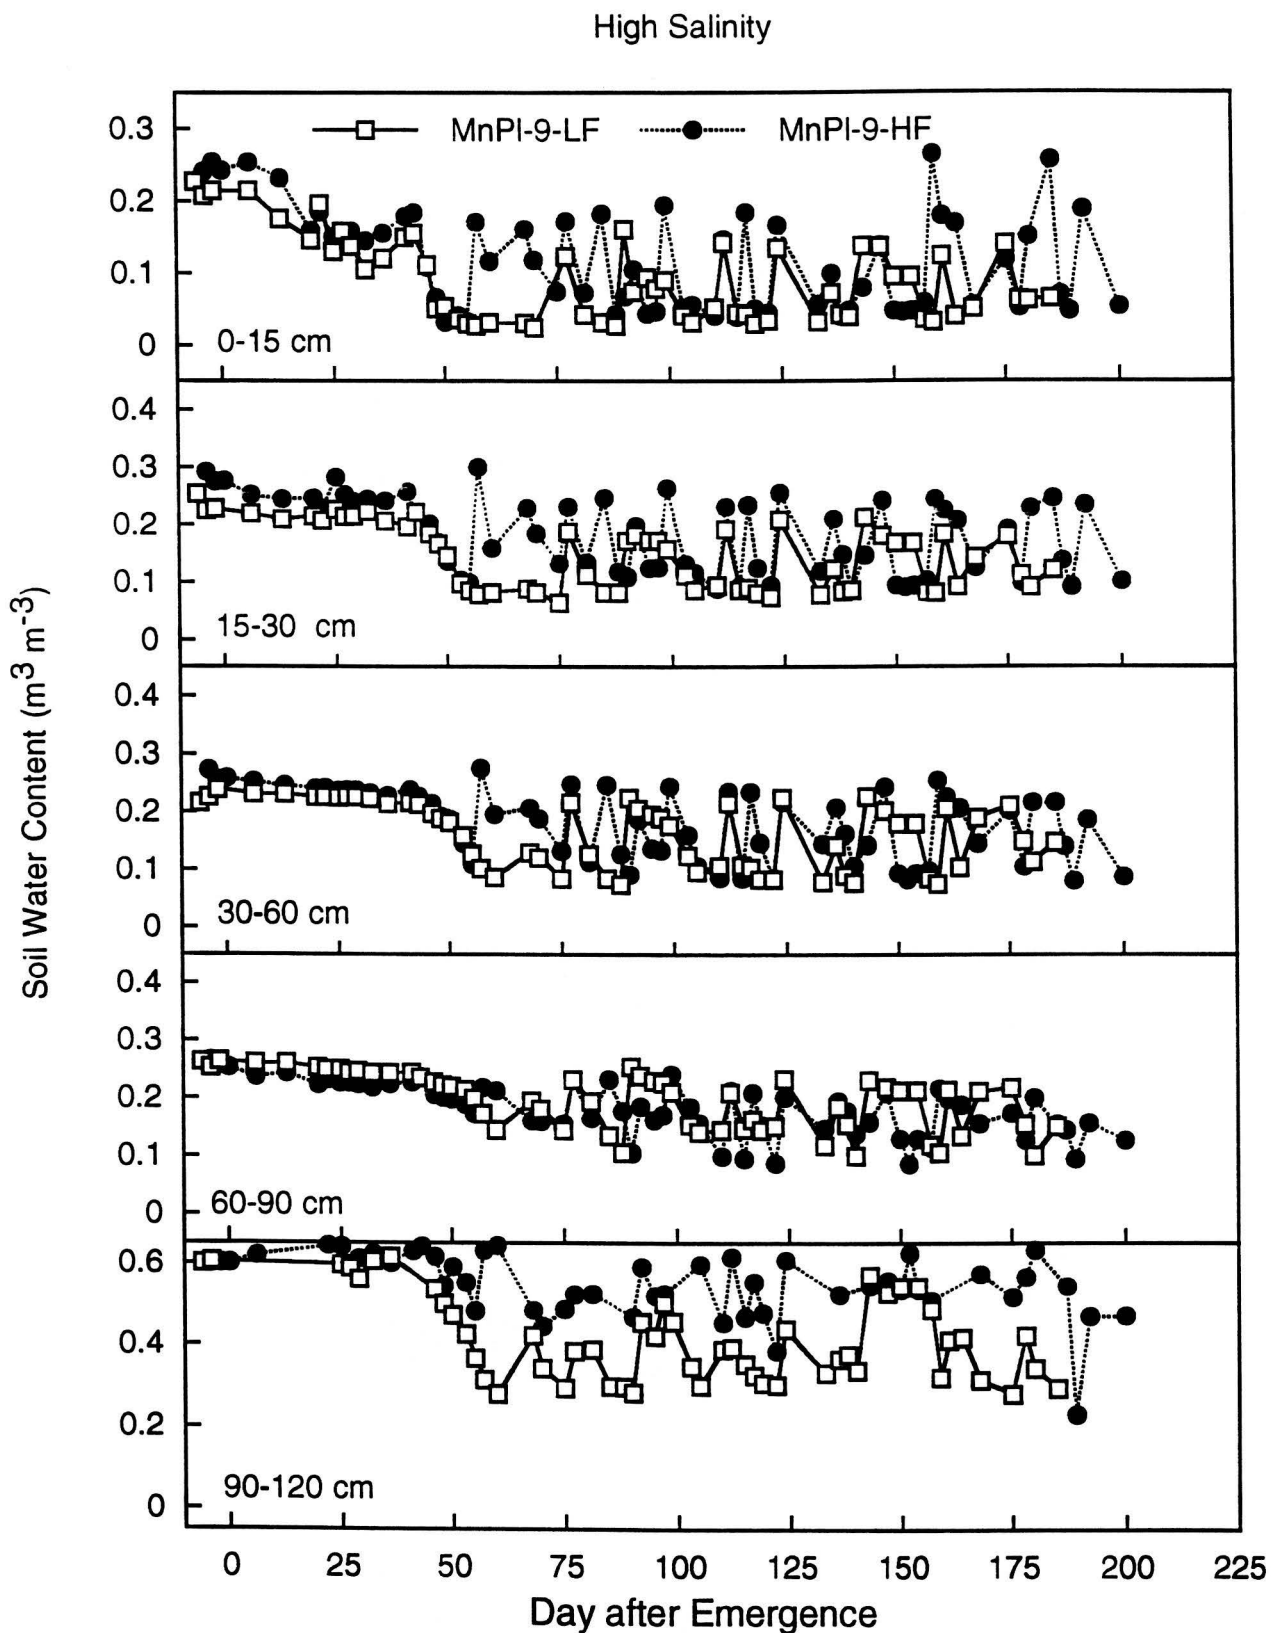 High Salinity
MnPI-9-LF MnPI-9-HF
0.3
0.2
0.1
0
0-15 cm
0.4
0.3
0.2
0.1
0
15-30 cm
0.4
0.3
0.2
0.1
0
30-60 cm
0.4
0.3
0.2
0.1
0
60-90 cm
0.6
0.4
0.2
0
90-120 cm
Soil Water Content (m³ m⁻³)
0 25 50 75 100 125 150 175 200 225
Day after Emergence